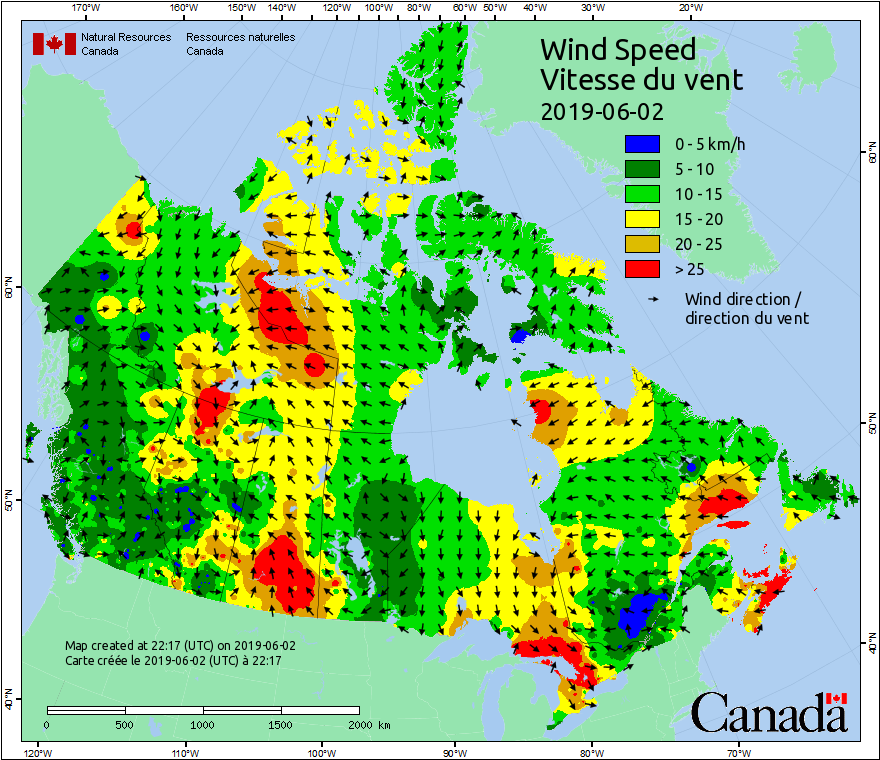 170°W 160°W 150°W 140°W 120°W 100°W 80°W 60°W 50°W 40°W 30°W 20°W
Natural Resources Canada
Ressources naturelles Canada
Wind Speed
Vitesse du vent
2019-06-02
0 - 5 km/h
5 - 10
10 - 15
15 - 20
20 - 25
> 25
Wind direction /
direction du vent
60°N
60°N
50°N
50°N
40°N
40°N
Map created at 22:17 (UTC) on 2019-06-02
Carte créée le 2019-06-02 (UTC) à 22:17
0 500 1000 1500 2000 km
Canada
120°W 110°W 100°W 90°W 80°W 70°W